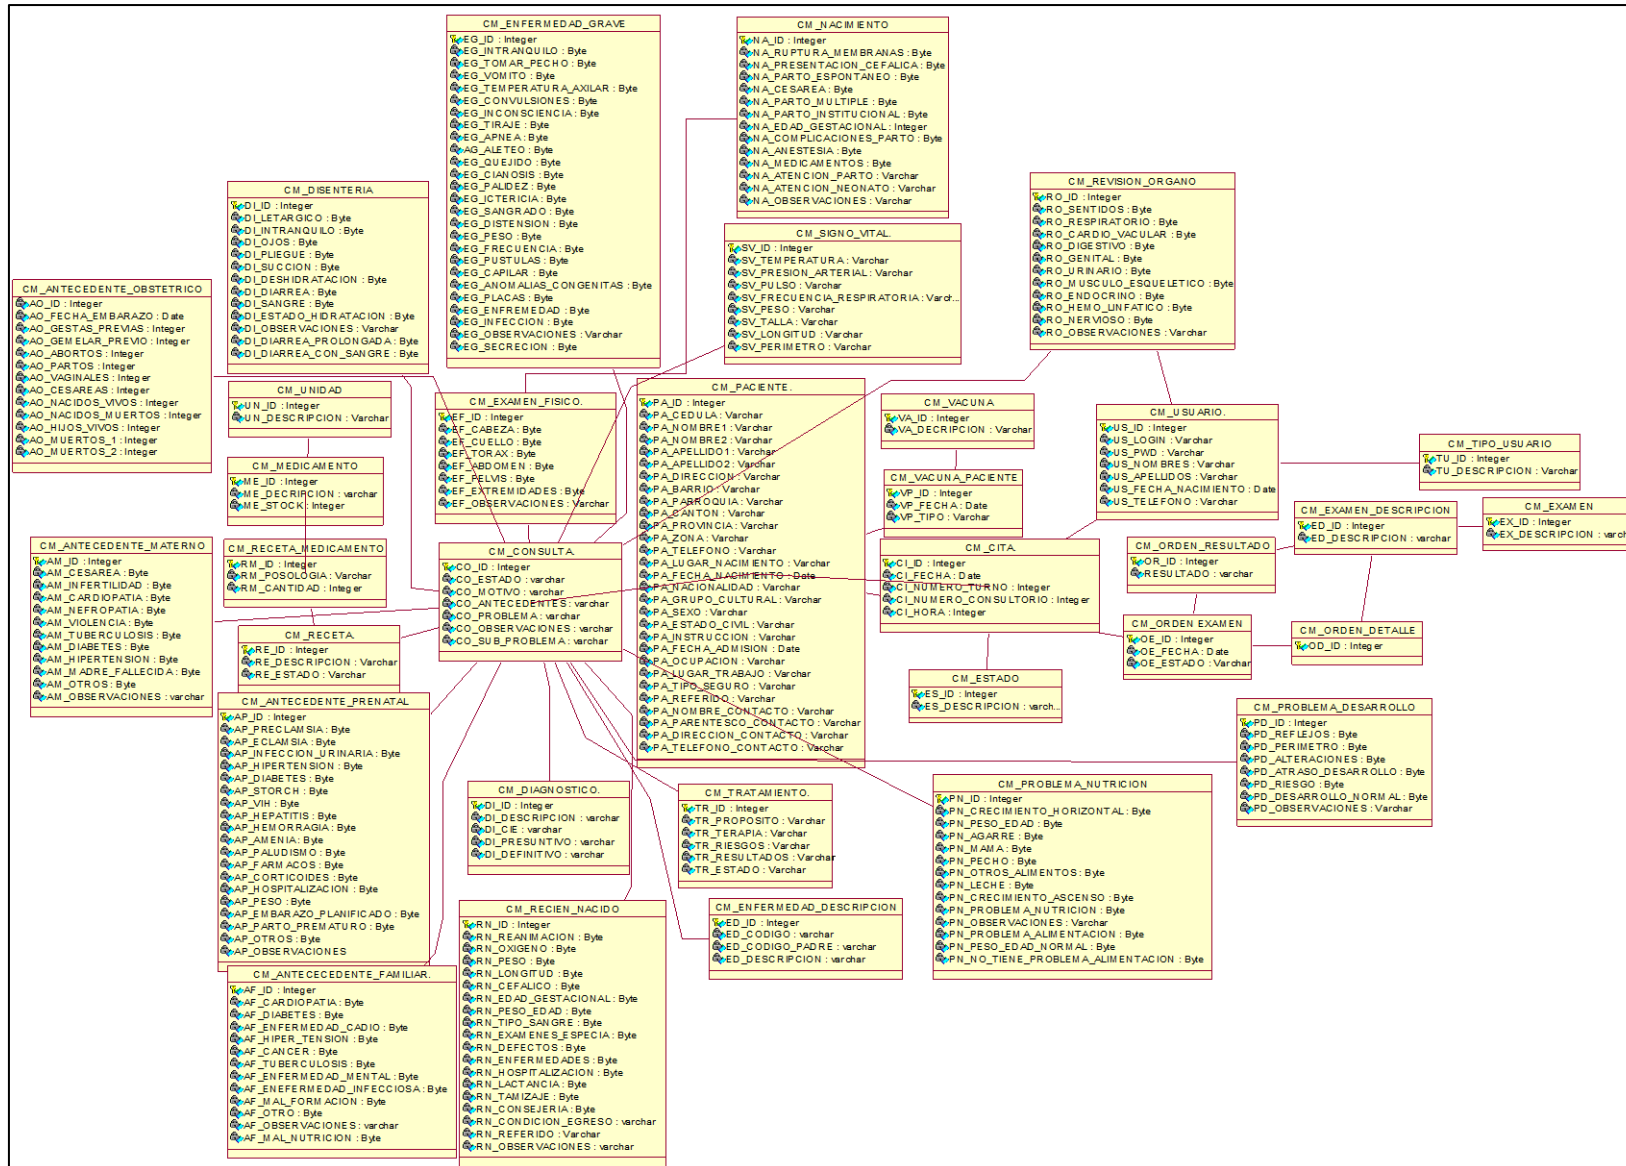 CM_ENFERMEDAD_GRAVE
EG_ID : Integer
EG_INTRANQUILO : Byte
EG_TOMAR_PECHO : Byte
EG_VOMITO : Byte
EG_TEMPERATURA_AXILAR : Byte
EG_CONVULSIONES : Byte
EG_INCONSCIENCIA : Byte
EG_TIRAJE : Byte
EG_APNEA : Byte
AG_ALETEO : Byte
EG_QUEJIDO : Byte
EG_CIANOSIS : Byte
EG_PALIDEZ : Byte
EG_ICTERICIA : Byte
EG_SANGRADO : Byte
EG_DISTENSION : Byte
EG_PESO : Byte
EG_FRECUENCIA : Byte
EG_PUSTULAS : Byte
EG_CAPILAR : Byte
EG_ANOMALIAS_CONGENITAS : Byte
EG_PLACAS : Byte
EG_ENFREMEDAD : Byte
EG_INFECCION : Byte
EG_OBSERVACIONES : Varchar
EG_SECRECION : Byte
CM_NACIMIENTO
NA_ID : Integer
NA_RUPTURA_MEMBRANAS : Byte
NA_PRESENTACION_CEFALICA : Byte
NA_PARTO_ESPONTANEO : Byte
NA_CESAREA : Byte
NA_PARTO_MULTIPLE : Byte
NA_PARTO_INSTITUCIONAL : Byte
NA_EDAD_GESTACIONAL : Integer
NA_COMPLICACIONES_PARTO : Byte
NA_ANESTESIA : Byte
NA_MEDICAMENTOS : Byte
NA_ATENCION_PARTO : Varchar
NA_ATENCION_NEONATO : Varchar
NA_OBSERVACIONES : Varchar
CM_DISENTERIA
DI_ID : Integer
DI_LETARGICO : Byte
DI_INTRANQUILO : Byte
DI_OJOS : Byte
DI_PLIEGUE : Byte
DI_SUCCION : Byte
DI_DESHIDRATACION : Byte
DI_DIARREA : Byte
DI_SANGRE : Byte
DI_ESTADO_HIDRATACION : Byte
DI_OBSERVACIONES : Varchar
DI_DIARREA_PROLONGADA : Byte
DI_DIARREA_CON_SANGRE : Byte
CM_REVISION_ORGANO
RO_ID : Integer
RO_SENTIDOS : Byte
RO_RESPIRATORIO : Byte
RO_CARDIO_VACULAR : Byte
RO_DIGESTIVO : Byte
RO_GENITAL : Byte
RO_URINARIO : Byte
RO_MUSCULO_ESQUELETICO : Byte
RO_ENDOCRINO : Byte
RO_HEMO_LINFATICO : Byte
RO_NERVIOSO : Byte
RO_OBSERVACIONES : Varchar
CM_SIGNO_VITAL.
SV_ID : Integer
SV_TEMPERATURA : Varchar
SV_PRESION_ARTERIAL : Varchar
SV_PULSO : Varchar
SV_FRECUENCIA_RESPIRATORIA : Varch...
SV_PESO : Varchar
SV_TALLA : Varchar
SV_LONGITUD : Varchar
SV_PERIMETRO : Varchar
CM_ANTECEDENTE_OBSTETRICO
AO_ID : Integer
AO_FECHA_EMBARAZO : Date
AO_GESTAS_PREVIAS : Integer
AO_GEMELAR_PREVIO : Integer
AO_ABORTOS : Integer
AO_PARTOS : Integer
AO_VAGINALES : Integer
AO_CESAREAS : Integer
AO_NACIDOS_VIVOS : Integer
AO_NACIDOS_MUERTOS : Integer
AO_HIJOS_VIVOS : Integer
AO_MUERTOS_1 : Integer
AO_MUERTOS_2 : Integer
CM_UNIDAD
UN_ID : Integer
UN_DESCRIPCION : Varchar
CM_EXAMEN_FISICO.
EF_ID : Integer
EF_CABEZA : Byte
EF_CUELLO : Byte
EF_TORAX : Byte
EF_ABDOMEN : Byte
EF_PELVIS : Byte
EF_EXTREMIDADES : Byte
EF_OBSERVACIONES : Varchar
CM_PACIENTE.
PA_ID : Integer
PA_CEDULA : Varchar
PA_NOMBRE1 : Varchar
PA_NOMBRE2 : Varchar
PA_APELLIDO1 : Varchar
PA_APELLIDO2 : Varchar
PA_DIRECCION : Varchar
PA_BARRIO : Varchar
PA_PARROQUIA : Varchar
PA_CANTON : Varchar
PA_PROVINCIA : Varchar
PA_ZONA : Varchar
PA_TELEFONO : Varchar
PA_LUGAR_NACIMIENTO : Varchar
PA_FECHA_NACIMIENTO : Date
PA_NACIONALIDAD : Varchar
PA_GRUPO_CULTURAL : Varchar
PA_SEXO : Varchar
PA_ESTADO_CIVIL : Varchar
PA_INSTRUCCION : Varchar
PA_FECHA_ADMISION : Date
PA_OCUPACION : Varchar
PA_LUGAR_TRABAJO : Varchar
PA_TIPO_SEGURO : Varchar
PA_REFERIDO : Varchar
PA_NOMBRE_CONTACTO : Varchar
PA_PARENTESCO_CONTACTO : Varchar
PA_DIRECCION_CONTACTO : Varchar
PA_TELEFONO_CONTACTO : Varchar
CM_VACUNA
VA_ID : Integer
VA_DECRIPCION : Varchar
CM_USUARIO.
US_ID : Integer
US_LOGIN : Varchar
US_PWD : Varchar
US_NOMBRES : Varchar
US_APELLIDOS : Varchar
US_FECHA_NACIMIENTO : Date
US_TELEFONO : Varchar
CM_TIPO_USUARIO
TU_ID : Integer
TU_DESCRIPCION : Varchar
CM_MEDICAMENTO
ME_ID : Integer
ME_DECRIPCION : varchar
ME_STOCK : Integer
CM_VACUNA_PACIENTE
VP_ID : Integer
VP_FECHA : Date
VP_TIPO : Varchar
CM_EXAMEN_DESCRIPCION
ED_ID : Integer
ED_DESCRIPCION : varchar
CM_EXAMEN
EX_ID : Integer
EX_DESCRIPCION : varch
CM_ANTECEDENTE_MATERNO
AM_ID : Integer
AM_CESAREA : Byte
AM_INFERTILIDAD : Byte
AM_CARDIOPATIA : Byte
AM_NEFROPATIA : Byte
AM_VIOLENCIA : Byte
AM_TUBERCULOSIS : Byte
AM_DIABETES : Byte
AM_HIPERTENSION : Byte
AM_MADRE_FALLECIDA : Byte
AM_OTROS : Byte
AM_OBSERVACIONES : varchar
CM_RECETA_MEDICAMENTO
RM_ID : Integer
RM_POSOLOGIA : Varchar
RM_CANTIDAD : Integer
CM_CONSULTA.
CO_ID : Integer
CO_ESTADO : varchar
CO_MOTIVO : varchar
CO_ANTECEDENTES : varchar
CO_PROBLEMA : varchar
CO_OBSERVACIONES : varchar
CO_SUB_PROBLEMA : varchar
CM_CITA.
CI_ID : Integer
CI_FECHA : Date
CI_NUMERO_TURNO : Integer
CI_NUMERO_CONSULTORIO : Integer
CI_HORA : Integer
CM_ORDEN_RESULTADO
OR_ID : Integer
RESULTADO : varchar
CM_RECETA.
RE_ID : Integer
RE_DESCRIPCION : Varchar
RE_ESTADO : Varchar
CM_ORDEN EXAMEN
OE_ID : Integer
OE_FECHA : Date
OE_ESTADO : Varchar
CM_ORDEN_DETALLE
OD_ID : Integer
CM_ESTADO
ES_ID : Integer
ES_DESCRIPCION : varch...
CM_ANTECEDENTE_PRENATAL
AP_ID : Integer
AP_PRECLAMSIA : Byte
AP_ECLAMSIA : Byte
AP_INFECCION_URINARIA : Byte
AP_HIPERTENSION : Byte
AP_DIABETES : Byte
AP_STORCH : Byte
AP_VIH : Byte
AP_HEPATITIS : Byte
AP_HEMORRAGIA : Byte
AP_AMENIA : Byte
AP_PALUDISMO : Byte
AP_FARMACOS : Byte
AP_CORTICOIDES : Byte
AP_HOSPITALIZACION : Byte
AP_PESO : Byte
AP_EMBARAZO_PLANIFICADO : Byte
AP_PARTO_PREMATURO : Byte
AP_OTROS : Byte
AP_OBSERVACIONES
CM_PROBLEMA_DESARROLLO
PD_ID : Integer
PD_REFLEJOS : Byte
PD_PERIMETRO : Byte
PD_ALTERACIONES : Byte
PD_ATRASO_DESARROLLO : Byte
PD_RIESGO : Byte
PD_DESARROLLO_NORMAL : Byte
PD_OBSERVACIONES : Varchar
CM_DIAGNOSTICO.
DI_ID : Integer
DI_DESCRIPCION : varchar
DI_CIE : varchar
DI_PRESUNTIVO : varchar
DI_DEFINITIVO : varchar
CM_TRATAMIENTO.
TR_ID : Integer
TR_PROPOSITO : Varchar
TR_TERAPIA : Varchar
TR_RIESGOS : Varchar
TR_RESULTADOS : Varchar
TR_ESTADO : Varchar
CM_PROBLEMA_NUTRICION
PN_ID : Integer
PN_CRECIMIENTO_HORIZONTAL : Byte
PN_PESO_EDAD : Byte
PN_AGARRE : Byte
PN_MAMA : Byte
PN_PECHO : Byte
PN_OTROS_ALIMENTOS : Byte
PN_LECHE : Byte
PN_CRECIMIENTO_ASCENSO : Byte
PN_PROBLEMA_NUTRICION : Byte
PN_OBSERVACIONES : Varchar
PN_PROBLEMA_ALIMENTACION : Byte
PN_PESO_EDAD_NORMAL : Byte
PN_NO_TIENE_PROBLEMA_ALIMENTACION : Byte
CM_RECIEN_NACIDO
RN_ID : Integer
RN_REANIMACION : Byte
RN_OXIGENO : Byte
RN_PESO : Byte
RN_LONGITUD : Byte
RN_CEFALICO : Byte
RN_EDAD_GESTACIONAL : Byte
RN_PESO_EDAD : Byte
RN_TIPO_SANGRE : Byte
RN_EXAMENES_ESPECIA : Byte
RN_DEFECTOS : Byte
RN_ENFERMEDADES : Byte
RN_HOSPITALIZACION : Byte
RN_LACTANCIA : Byte
RN_TAMIZAJE : Byte
RN_CONSEJERIA : Byte
RN_CONDICION_EGRESO : varchar
RN_REFERIDO : Varchar
RN_OBSERVACIONES : varchar
CM_ENFERMEDAD_DESCRIPCION
ED_ID : Integer
ED_CODIGO : varchar
ED_CODIGO_PADRE : varchar
ED_DESCRIPCION : varchar
CM_ANTECECEDENTE_FAMILIAR.
AF_ID : Integer
AF_CARDIOPATIA : Byte
AF_DIABETES : Byte
AF_ENFERMEDAD_CADIO : Byte
AF_HIPER_TENSION : Byte
AF_CANCER : Byte
AF_TUBERCULOSIS : Byte
AF_ENFERMEDAD_MENTAL : Byte
AF_ENEFERMEDAD_INFECCIOSA : Byte
AF_MAL_FORMACION : Byte
AF_OTRO : Byte
AF_OBSERVACIONES : varchar
AF_MAL_NUTRICION : Byte